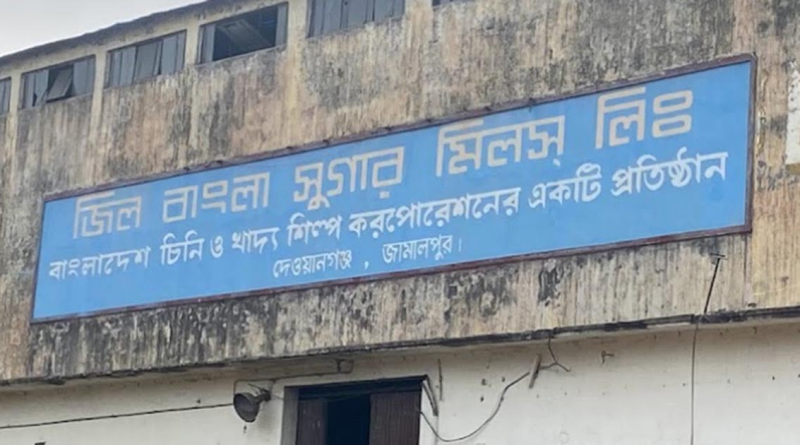 জিল বাংলা সুগার মিলস্ লিঃ
বাংলাদেশ চিনি ও খাদ্য শিল্প করপোরেশনের একটি প্রতিষ্ঠান
দেওয়ানগঞ্জ , জামালপুর।